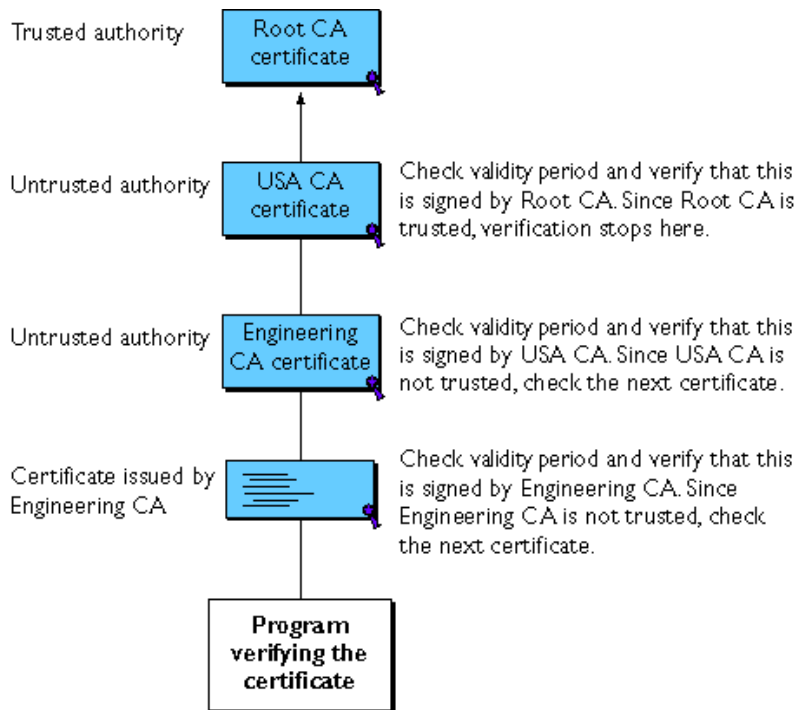 Trusted authority
Root CA
certificate
Untrusted authority
USA CA
certificate
Check validity period and verify that this
is signed by Root CA. Since Root CA is
trusted, verification stops here.
Untrusted authority
Engineering
CA certificate
Check validity period and verify that this
is signed by USA CA. Since USA CA is
not trusted, check the next certificate.
Certificate issued by
Engineering CA
Check validity period and verify that this
is signed by Engineering CA. Since
Engineering CA is not trusted, check
the next certificate.
Program
verifying the
certificate